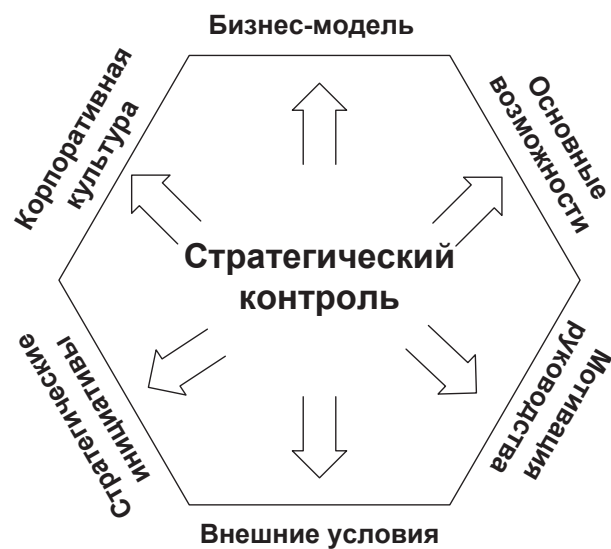 Бизнес-модель
Корпоративная
культура
Основные
возможности
Стратегический
контроль
Стратегические
инициативы
Мотивация
руководства
Внешние условия